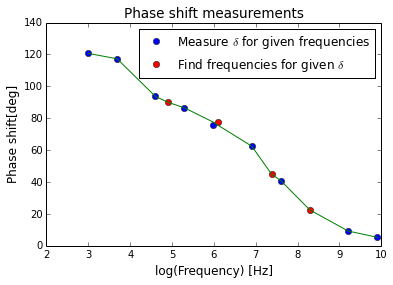 Phase shift measurements
Measure δ for given frequencies
Find frequencies for given δ
Phase shift[deg]
140
120
100
80
60
40
20
0
2 3 4 5 6 7 8 9 10
log(Frequency) [Hz]